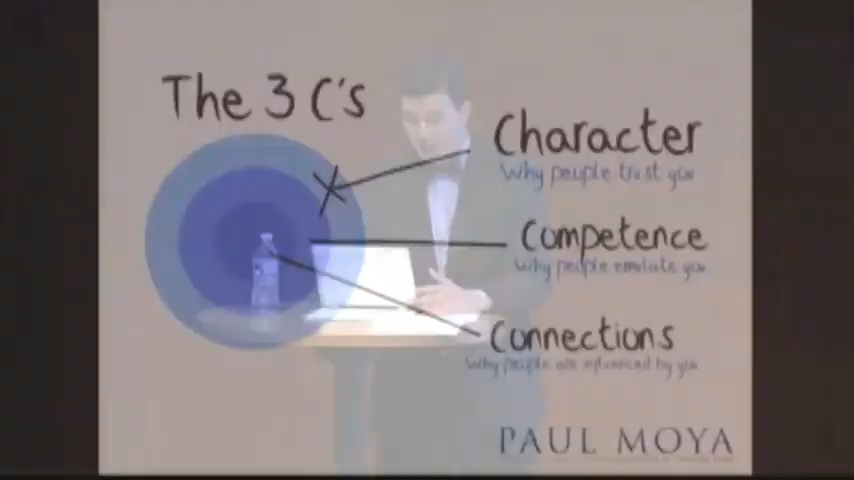 The 3 C's
Character
Why people trust you
Competence
Why people emulate you
Connections
Why people are by you
PAUL MOYA